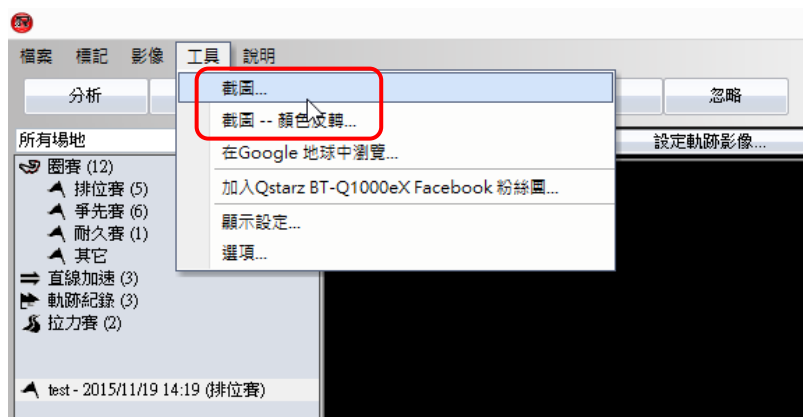 檔案 標記 影像 工具 說明
分析
忽略
截圖...
截圖 -- 顏色反轉...
在Google 地球中瀏覽...
加入Qstarz BT-Q1000eX Facebook 粉絲團...
顯示設定...
選項...
所有場地
設定軌跡影像...
圈賽 (12)
排位賽 (5)
爭先賽 (6)
耐久賽 (1)
其它
直線加速 (3)
軌跡紀錄 (3)
拉力賽 (2)
test - 2015/11/19 14:19 (排位賽)